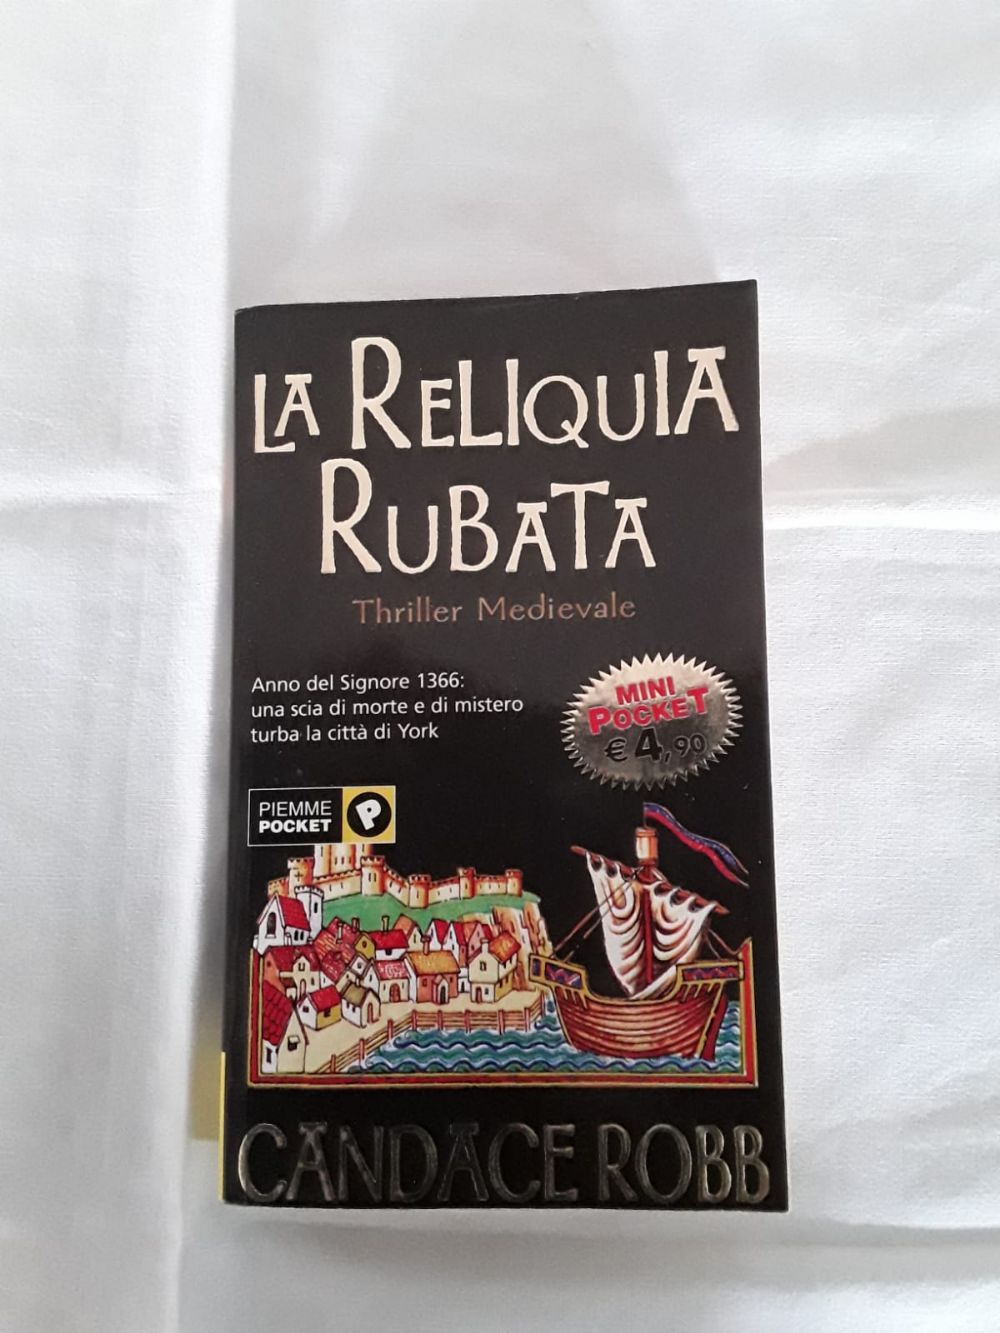 LA RELIQUIA
RUBATA
Thriller Medievale
Anno del Signore 1366:
una scia di morte e di mistero
turba la città di York
MINI
POCKET
€ 4,90
PIEMME
POCKET
P
CANDACE ROBB